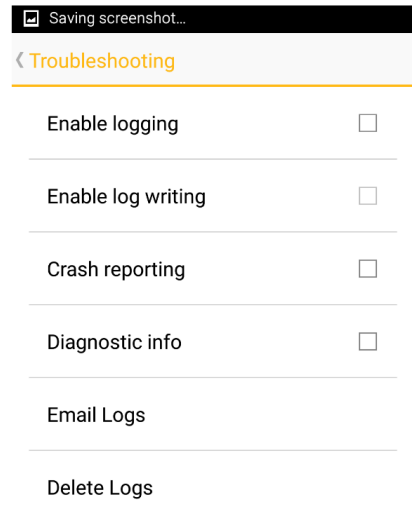 Saving screenshot...
Troubleshooting
Enable logging
Enable log writing
Crash reporting
Diagnostic info
Email Logs
Delete Logs